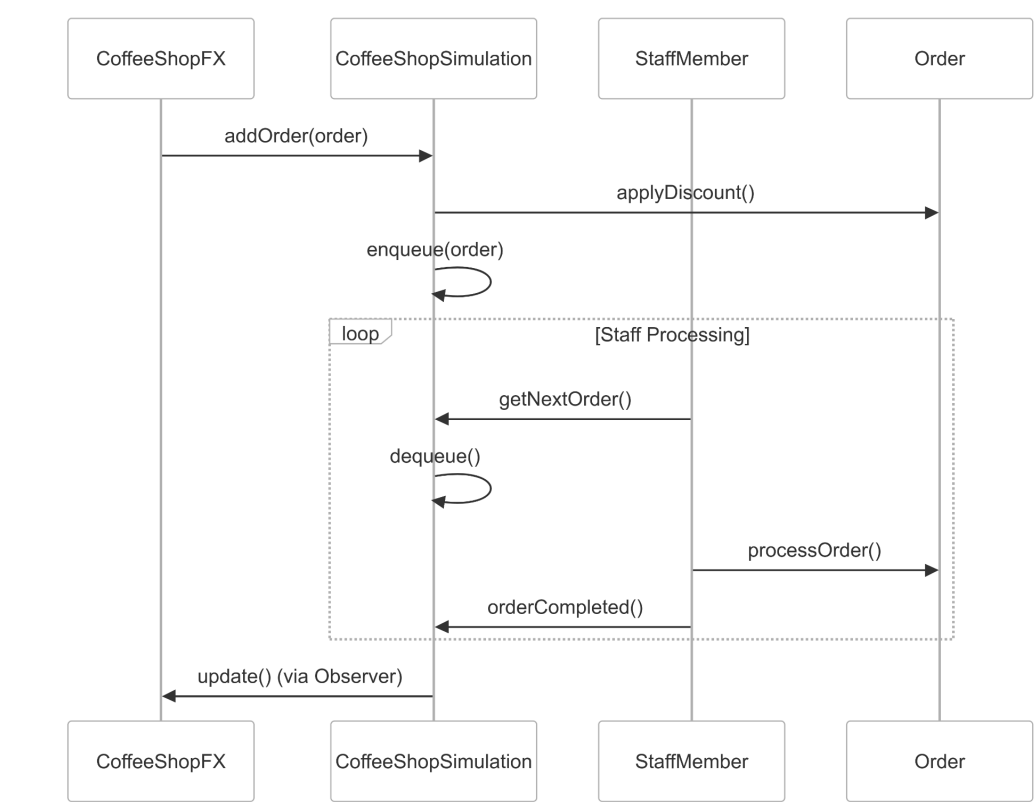 CoffeeShopFX
CoffeeShopSimulation
StaffMember
Order
addOrder(order)
applyDiscount()
enqueue(order)
loop
[Staff Processing]
getNextOrder()
dequeue()
processOrder()
orderCompleted()
update() (via Observer)
CoffeeShopFX
CoffeeShopSimulation
StaffMember
Order